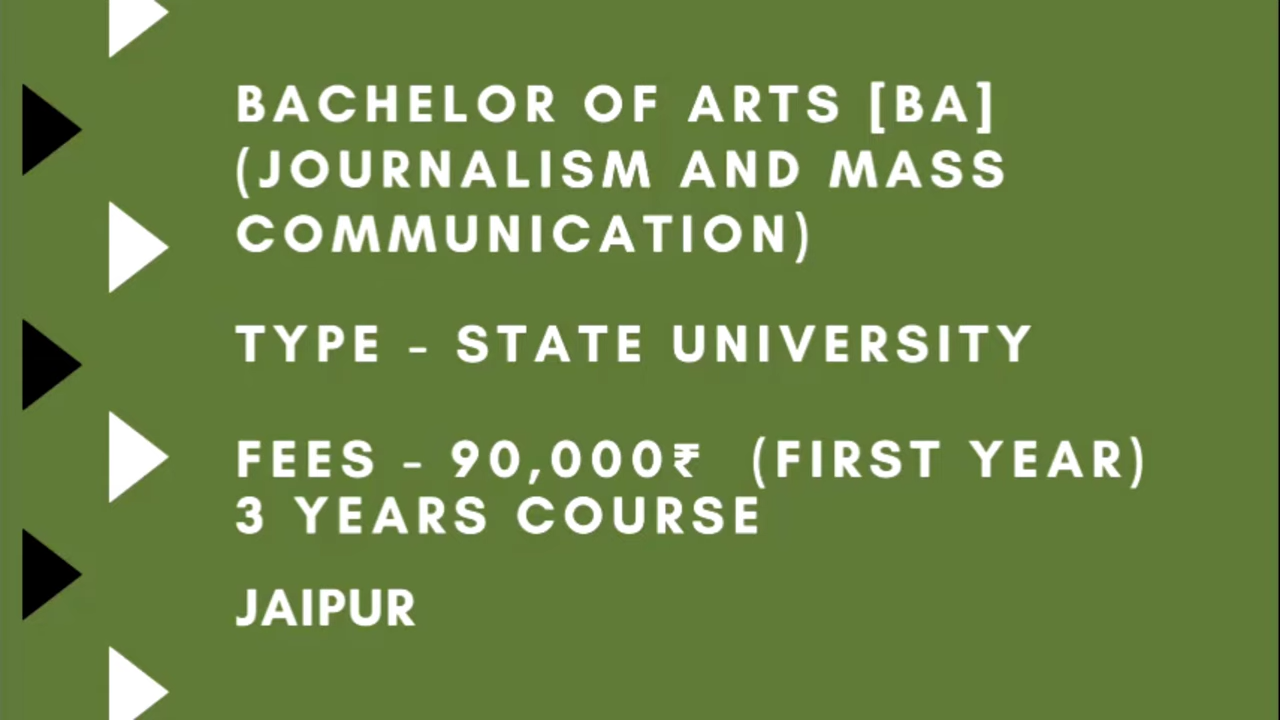 BACHELOR OF ARTS [BA]
(JOURNALISM AND MASS
COMMUNICATION)
TYPE - STATE UNIVERSITY
FEES - 90,000₹ (FIRST YEAR)
3 YEARS COURSE
JAIPUR